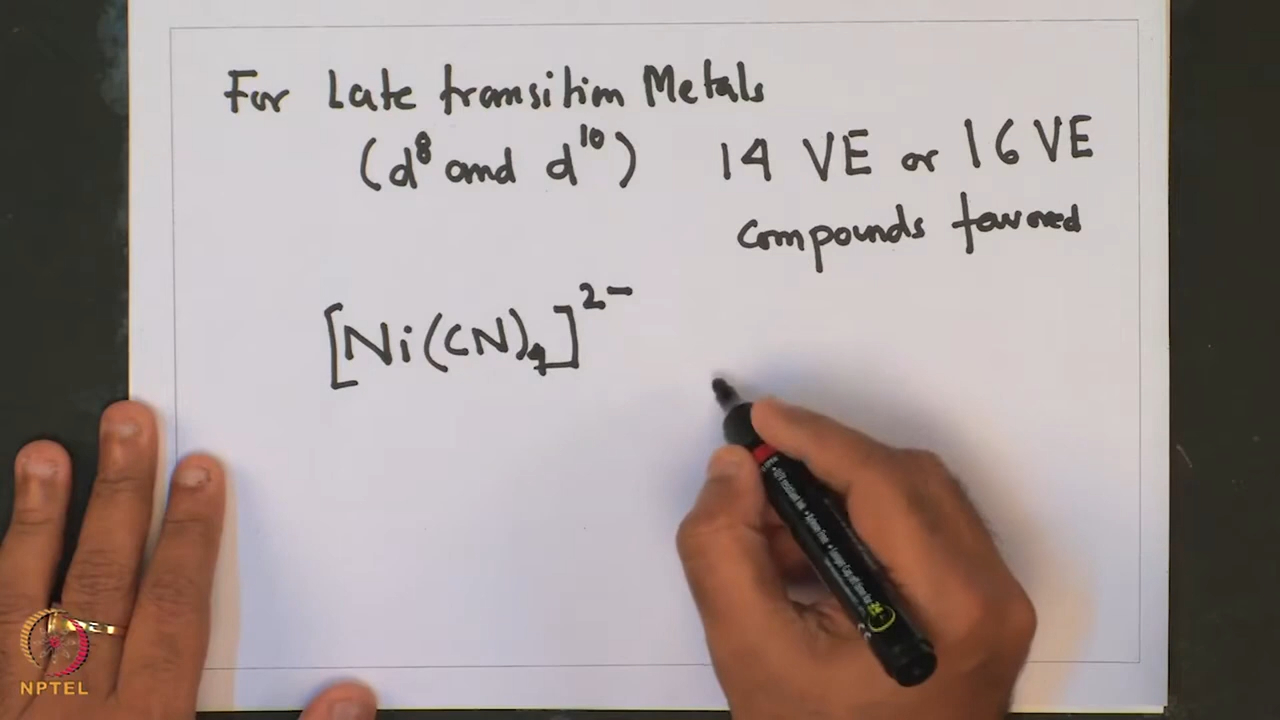 For Late transition Metals
(d⁸ and d¹⁰) 14 VE or 16 VE
compounds favored
[Ni(CN)₄]²⁻
NPTEL